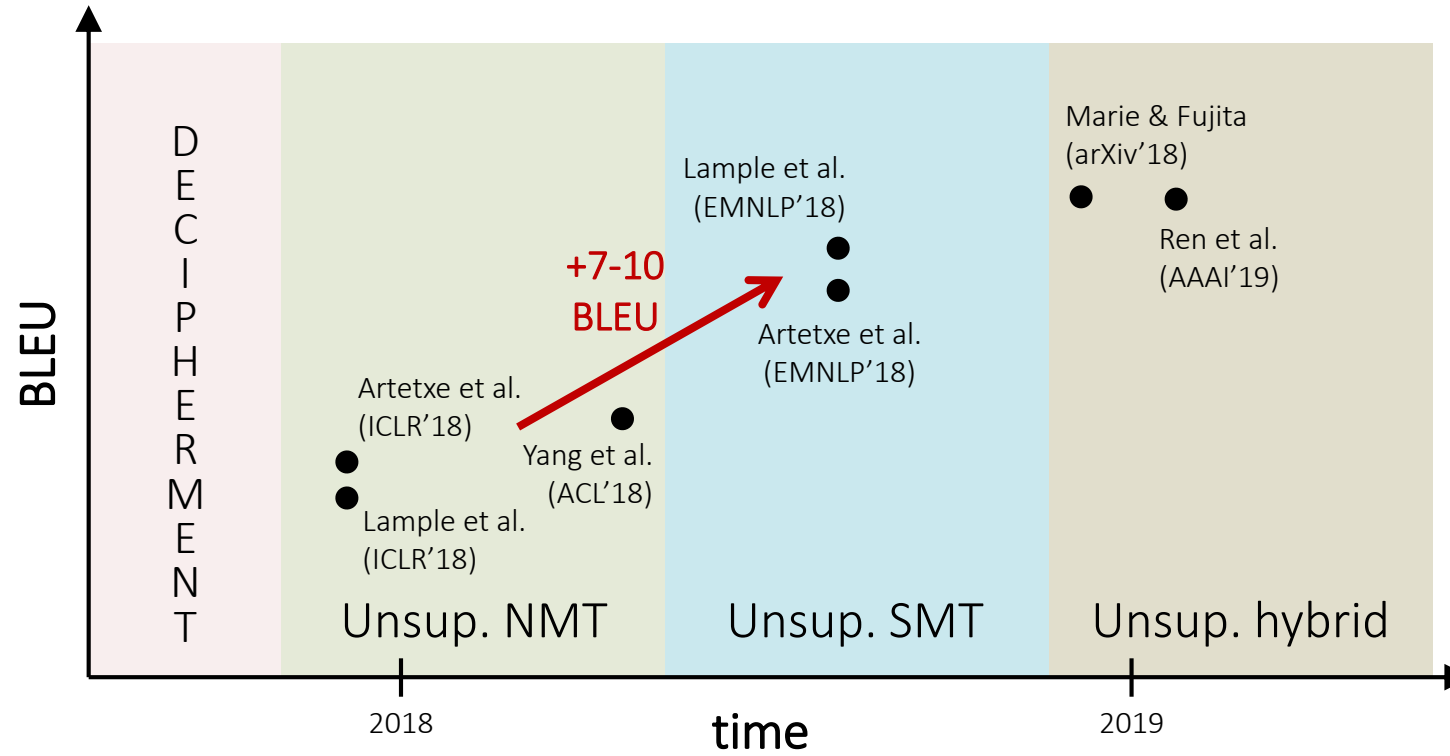 BLEU
DECIPHERMENT
Artetxe et al.
(ICLR’18)
Lample et al.
(ICLR’18)
Yang et al.
(ACL’18)
Unsup. NMT
+7-10
BLEU
Lample et al.
(EMNLP’18)
Artetxe et al.
(EMNLP’18)
Unsup. SMT
Marie & Fujita
(arXiv’18)
Ren et al.
(AAAI’19)
Unsup. hybrid
2018
time
2019